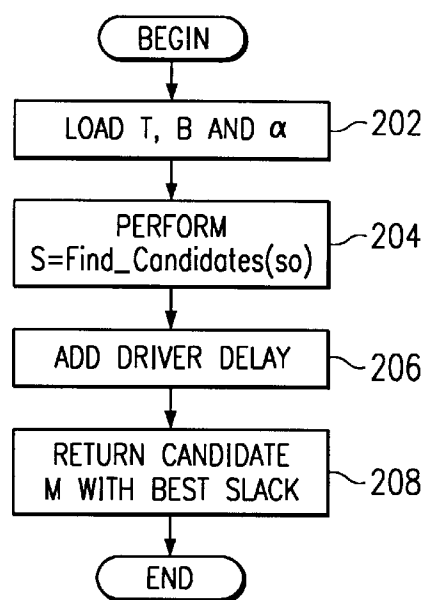 BEGIN
LOAD T, B AND α
202
PERFORM
S=Find_Candidates(so)
204
ADD DRIVER DELAY
206
RETURN CANDIDATE
M WITH BEST SLACK
208
END